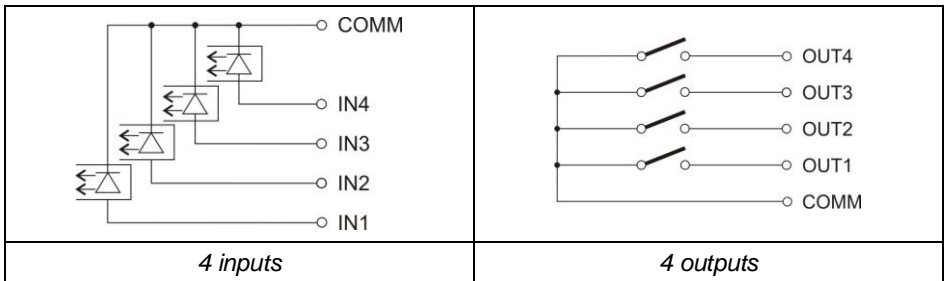 COMM
IN4
IN3
IN2
IN1
OUT4
OUT3
OUT2
OUT1
COMM
4 inputs
4 outputs